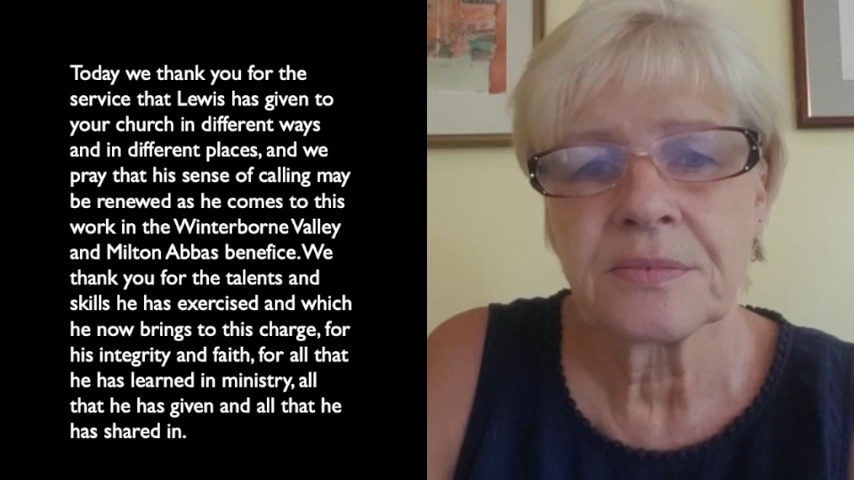 Today we thank you for the
service that Lewis has given to
your church in different ways
and in different places, and we
pray that his sense of calling may
be renewed as he comes to this
work in the Winterborne Valley
and Milton Abbas benefice. We
thank you for the talents and
skills he has exercised and which
he now brings to this charge, for
his integrity and faith, for all that
he has learned in ministry, all
that he has given and all that he
has shared in.